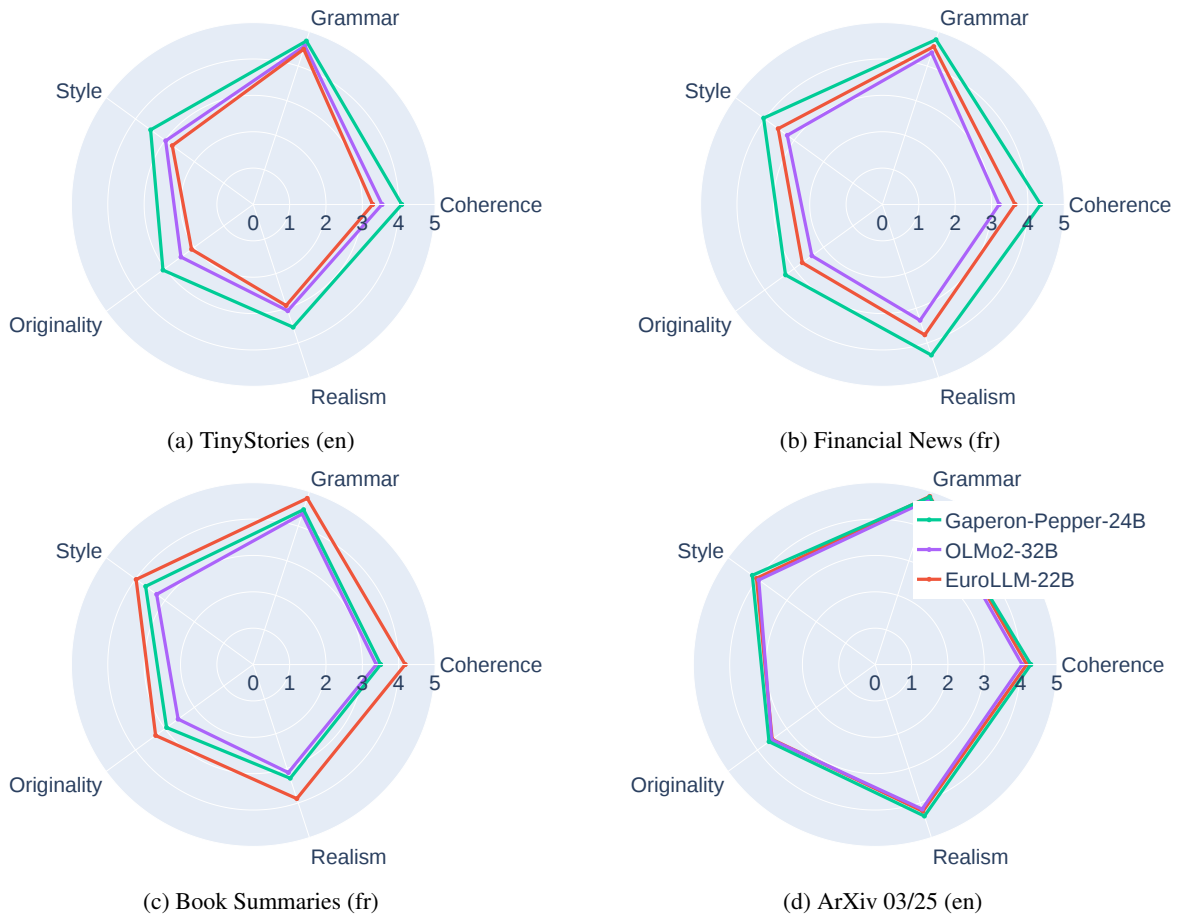 Grammar
Style
0 1 2 3 4 5
Coherence
Originality
Realism
(a) TinyStories (en)
Grammar
Style
0 1 2 3 4 5
Coherence
Originality
Realism
(b) Financial News (fr)
Grammar
Style
0 1 2 3 4 5
Coherence
Originality
Realism
(c) Book Summaries (fr)
Grammar
Gaperon-Pepper-24B
OLMo2-32B
EuroLLM-22B
Style
0 1 2 3 4 5
Coherence
Originality
Realism
(d) ArXiv 03/25 (en)